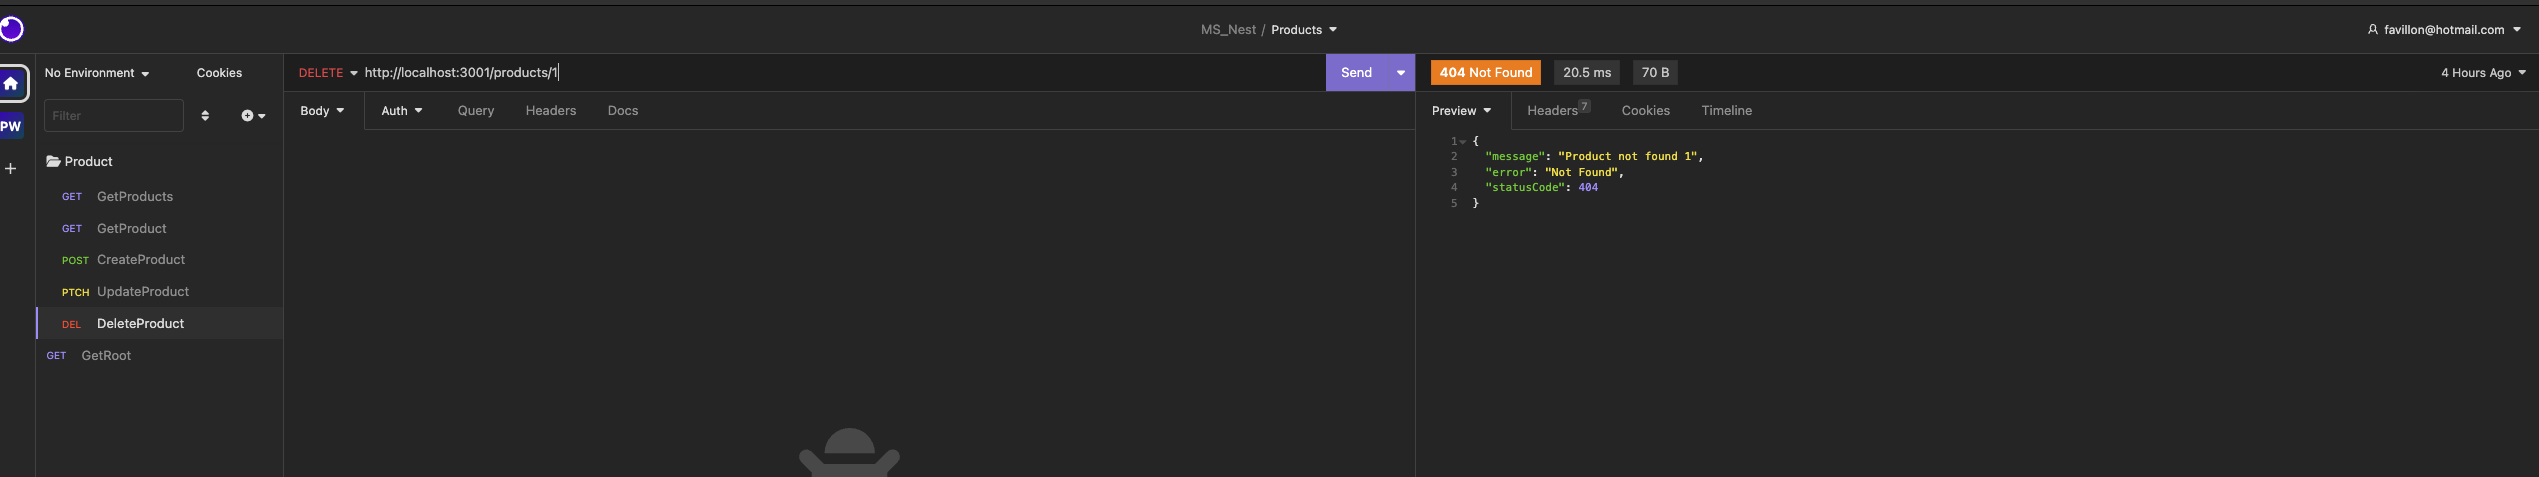 MS_Nest / Products
favillon@hotmail.com
PW
No Environment
Cookies
Filter
Product
GET GetProducts
GET GetProduct
POST CreateProduct
PTCH UpdateProduct
DEL DeleteProduct
GET GetRoot
DELETE http://localhost:3001/products/1
Send
Body Auth Query Headers Docs
404 Not Found 20.5 ms 70 B
4 Hours Ago
Preview Headers 7 Cookies Timeline
1 {
2 "message": "Product not found 1",
3 "error": "Not Found",
4 "statusCode": 404
5 }